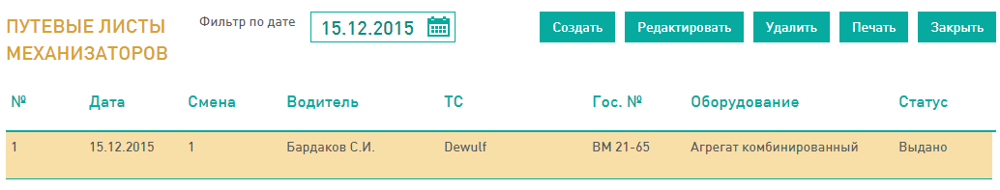 ПУТЕВЫЕ ЛИСТЫ
МЕХАНИЗАТОРОВ
Фильтр по дате
15.12.2015
Создать Редактировать Удалить Печать Закрыть
№ Дата Смена Водитель ТС Гос. № Оборудование Статус
1 15.12.2015 1 Бардаков С.И. Dewulf ВМ 21-65 Агрегат комбинированный Выдано